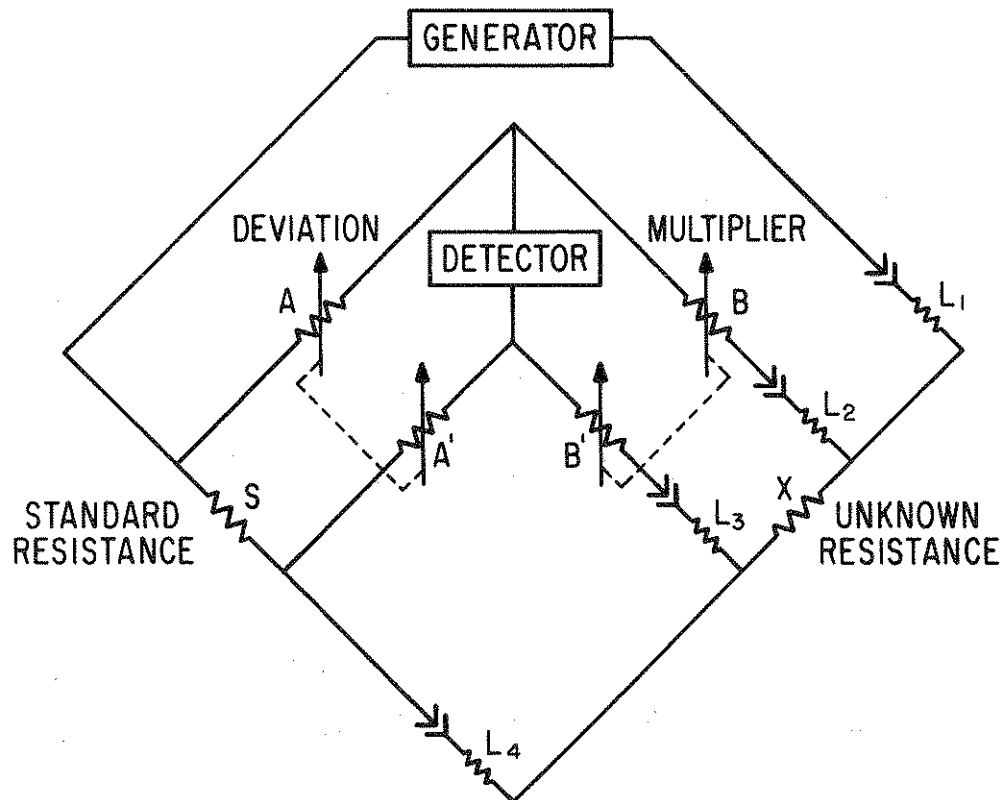 GENERATOR
DEVIATION
MULTIPLIER
DETECTOR
A
B
L1
L2
A'
B'
S
X
STANDARD
RESISTANCE
L3
UNKNOWN
RESISTANCE
L4